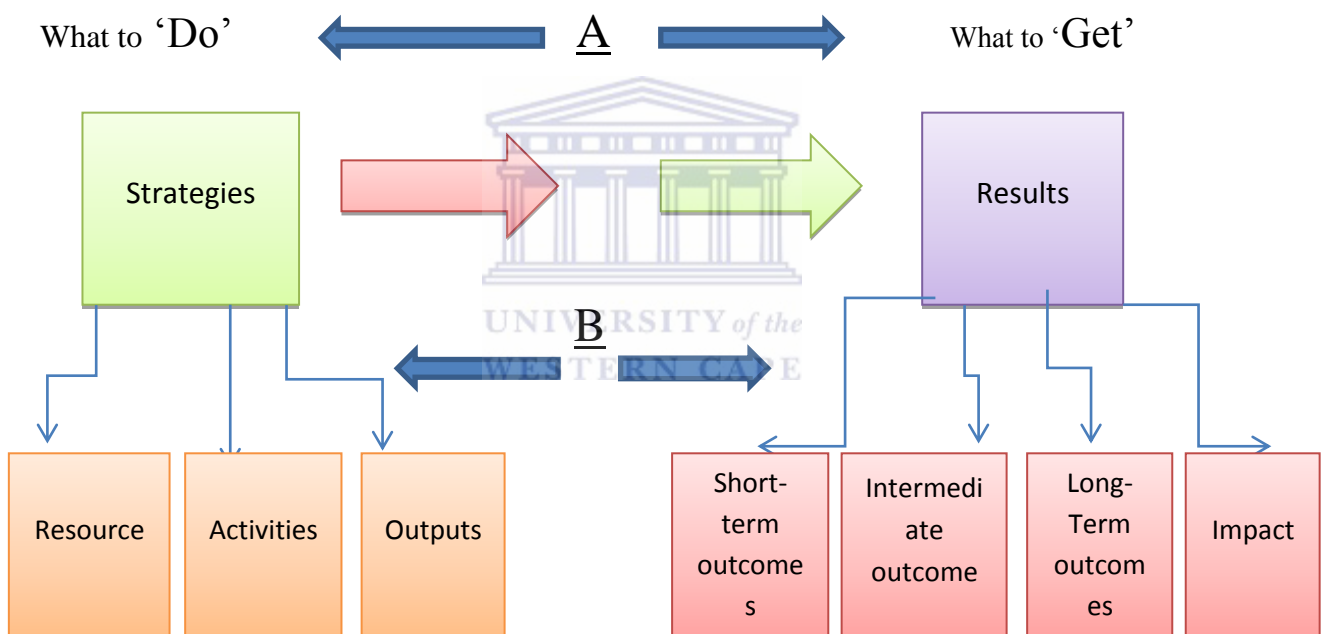 What to ‘Do’ A What to ‘Get’
Strategies
Results
UNIVERSITY of the
B
WESTERN CAPE
Resource
Activities
Outputs
Short-
term
outcome
s
Intermedi
ate
outcome
Long-
Term
outcom
es
Impact